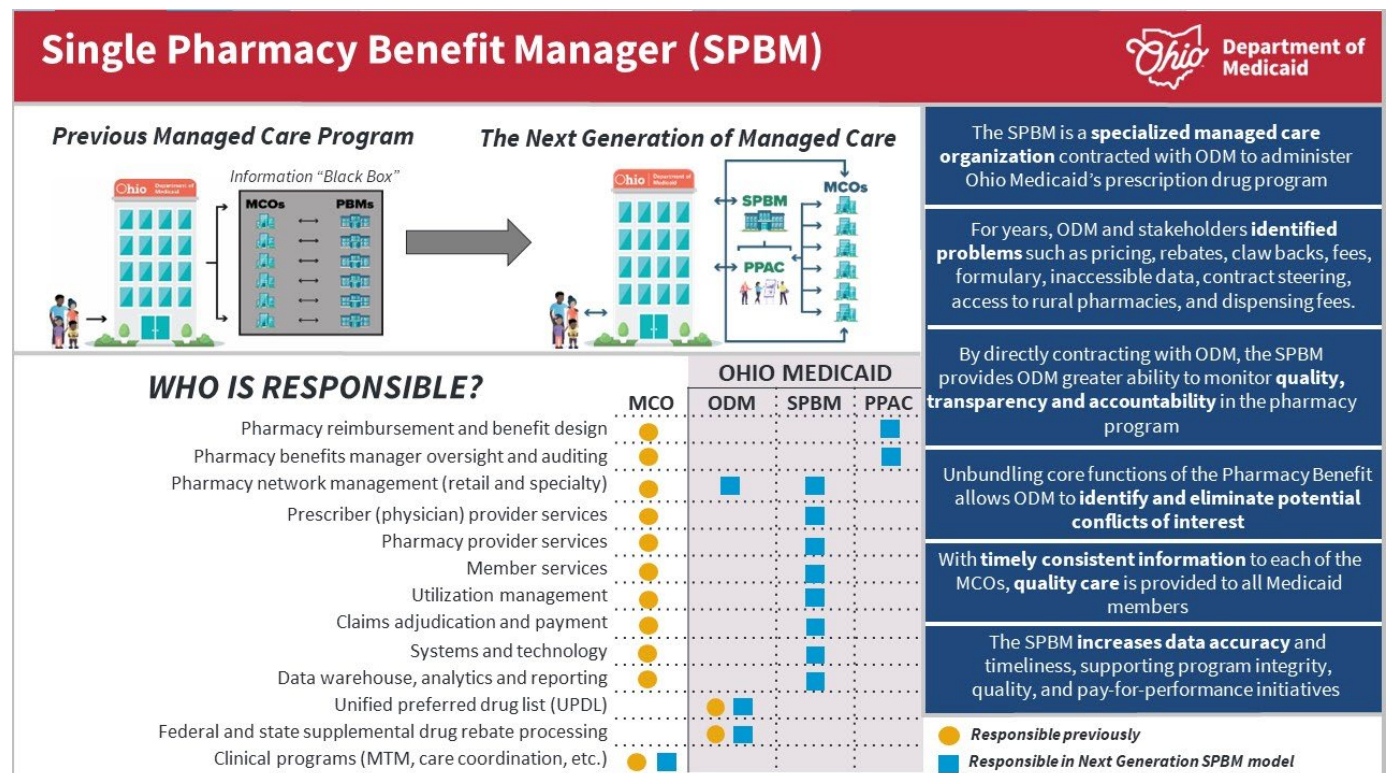 Single Pharmacy Benefit Manager (SPBM)
Ohio
Department of
Medicaid
Previous Managed Care Program
The Next Generation of Managed Care
Information “Black Box”
Ohio
Department of
Medicaid
MCOs
PBMs
Ohio
Department of
Medicaid
SPBM
PPAC
MCOs
The SPBM is a specialized managed care
organization contracted with ODM to administer
Ohio Medicaid’s prescription drug program
For years, ODM and stakeholders identified
problems such as pricing, rebates, claw backs, fees,
formulary, inaccessible data, contract steering,
access to rural pharmacies, and dispensing fees.
By directly contracting with ODM, the SPBM
provides ODM greater ability to monitor quality,
transparency and accountability in the pharmacy
program
Unbundling core functions of the Pharmacy Benefit
allows ODM to identify and eliminate potential
conflicts of interest
With timely consistent information to each of the
MCOs, quality care is provided to all Medicaid
members
The SPBM increases data accuracy and
timeliness, supporting program integrity,
quality, and pay-for-performance initiatives
WHO IS RESPONSIBLE?
OHIO MEDICAID
MCO ODM SPBM PPAC
Pharmacy reimbursement and benefit design
Pharmacy benefits manager oversight and auditing
Pharmacy network management (retail and specialty)
Prescriber (physician) provider services
Pharmacy provider services
Member services
Utilization management
Claims adjudication and payment
Systems and technology
Data warehouse, analytics and reporting
Unified preferred drug list (UPDL)
Federal and state supplemental drug rebate processing
Clinical programs (MTM, care coordination, etc.)
Responsible previously
Responsible in Next Generation SPBM model